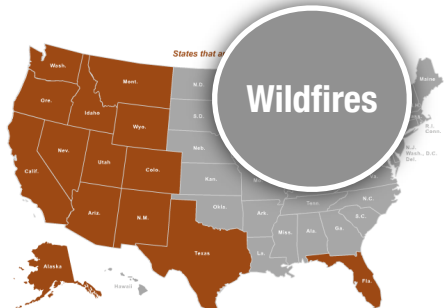 States that a
Wildfires
Wash.
Mont.
N.D.
Maine
Ore.
Idaho
S.D.
Wyo.
R.I.
Conn.
Nev.
Neb.
N.J.
Wash., D.C.
Del.
Utah
Colo.
Calif.
Kan.
Ariz.
N.M.
Okla.
Ark.
Tenn.
N.C.
S.C.
Texas
Miss.
Ala.
Ga.
La.
Alaska
Hawaii
Fla.